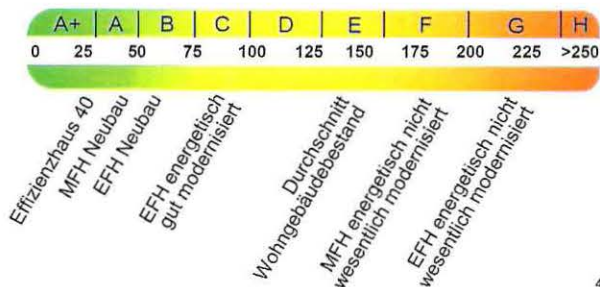 A+ A B C D E F G H
0 25 50 75 100 125 150 175 200 225 >250
Effizienzhaus 40
MFH Neubau
EFH Neubau
EFH energetisch
gut modernisiert
Durchschnitt
Wohngebäudebestand
MFH energetisch nicht
wesentlich modernisiert
EFH energetisch nicht
wesentlich modernisiert